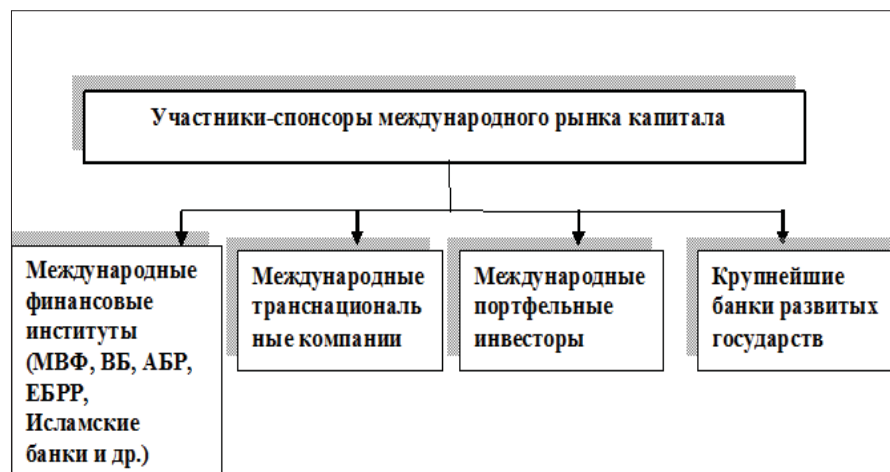 Участники-спонсоры международного рынка капитала
Международные
финансовые
институты
(МВФ, ВБ, АБР,
ЕБРР,
Исламские
банки и др.)
Международные
транснациональ
ные компании
Международные
портфельные
инвесторы
Крупнейшие
банки развитых
государств